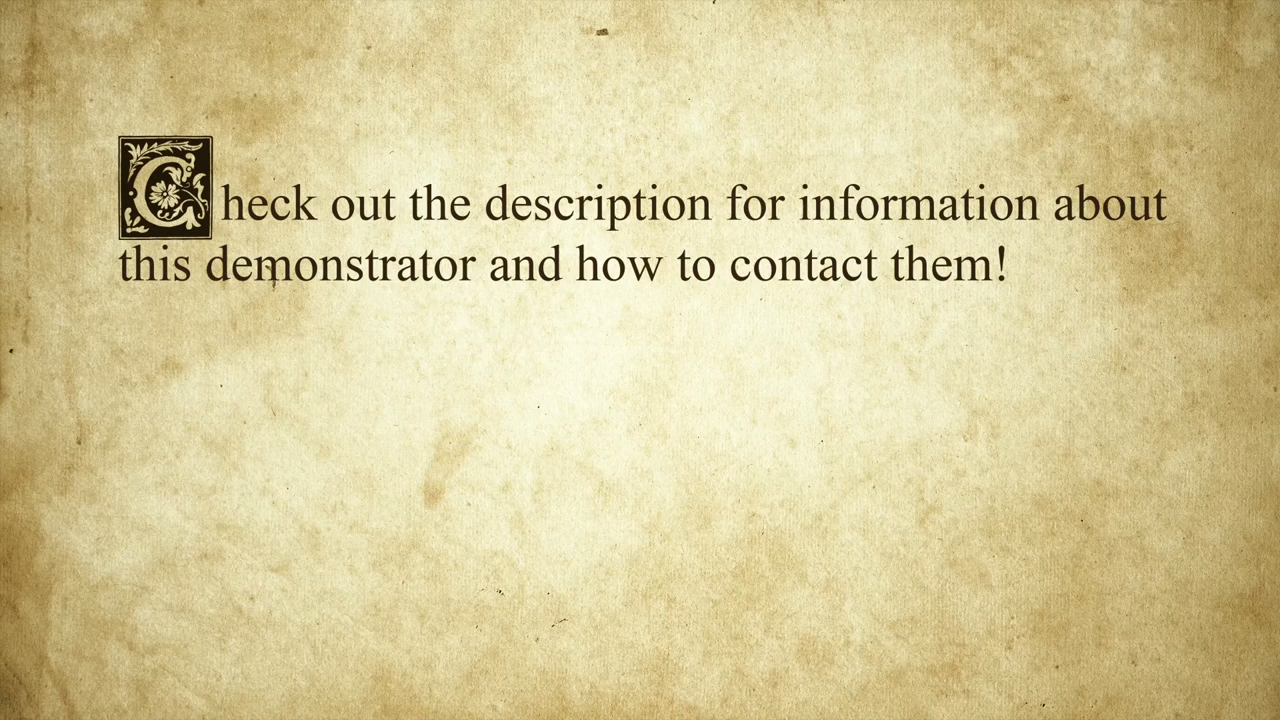 Check out the description for information about
this demonstrator and how to contact them!